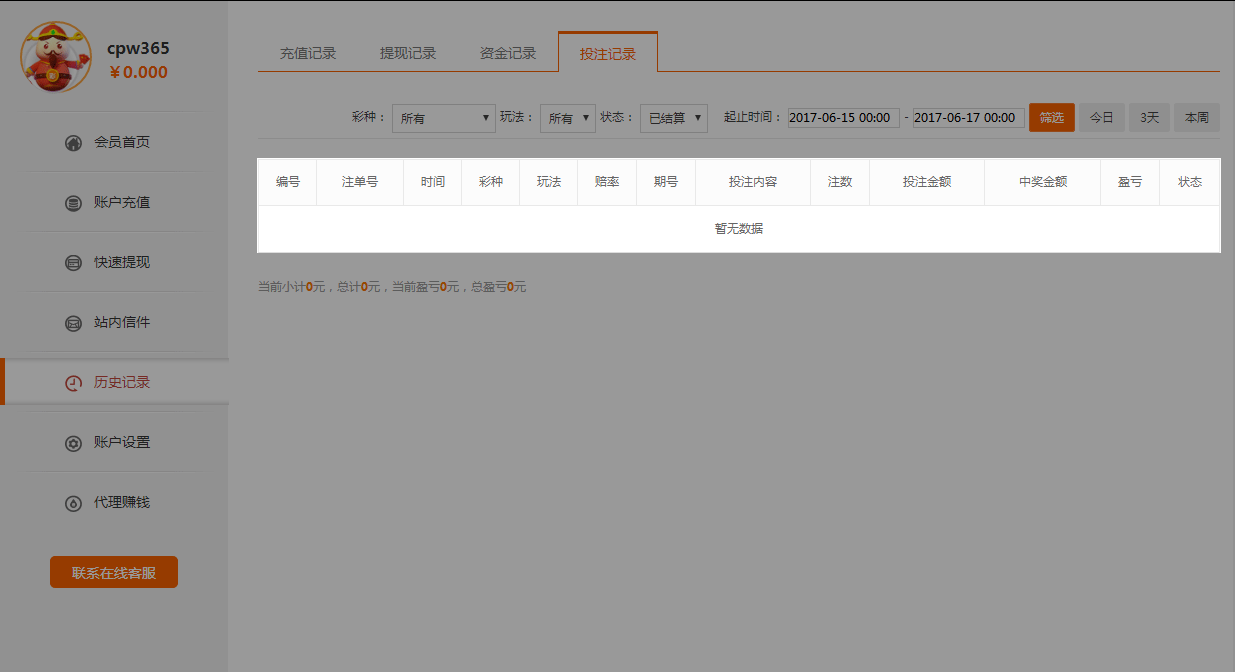 cpw365
￥0.000
会员首页
账户充值
快速提现
站内信件
历史记录
账户设置
代理赚钱
联系在线客服
充值记录 提现记录 资金记录 投注记录
彩种： 所有 玩法： 所有 状态： 已结算 起止时间： 2017-06-15 00:00 - 2017-06-17 00:00 筛选 今日 3天 本周
编号 注单号 时间 彩种 玩法 赔率 期号 投注内容 注数 投注金额 中奖金额 盈亏 状态
暂无数据
当前小计0元，总计0元，当前盈亏0元，总盈亏0元